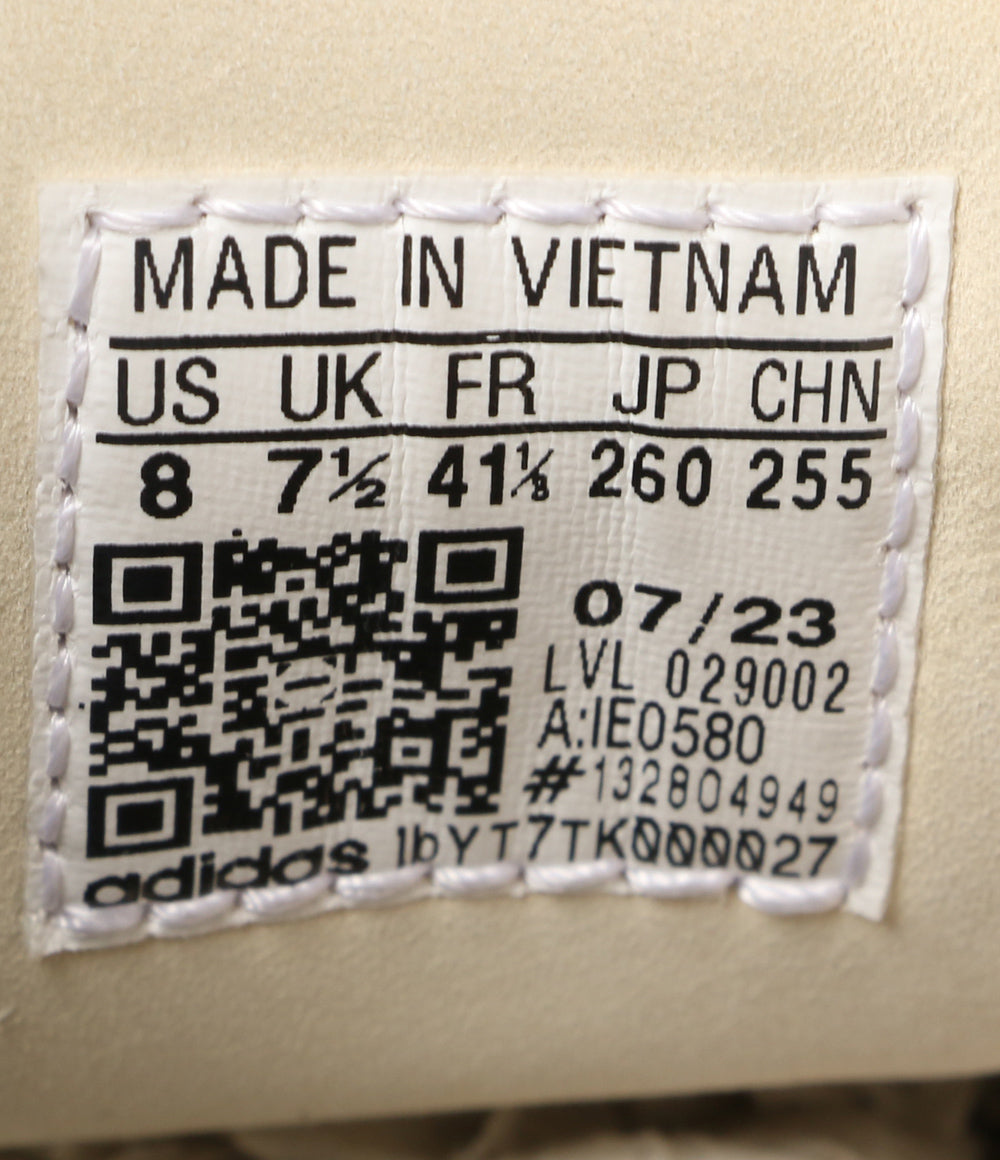 MADE IN VIETNAM
US UK FR JP CHN
8 7½ 41⅓ 260 255
07/23
LVL 029002
A:IE0580
#132804949
adidas 1bYT7TK0000027